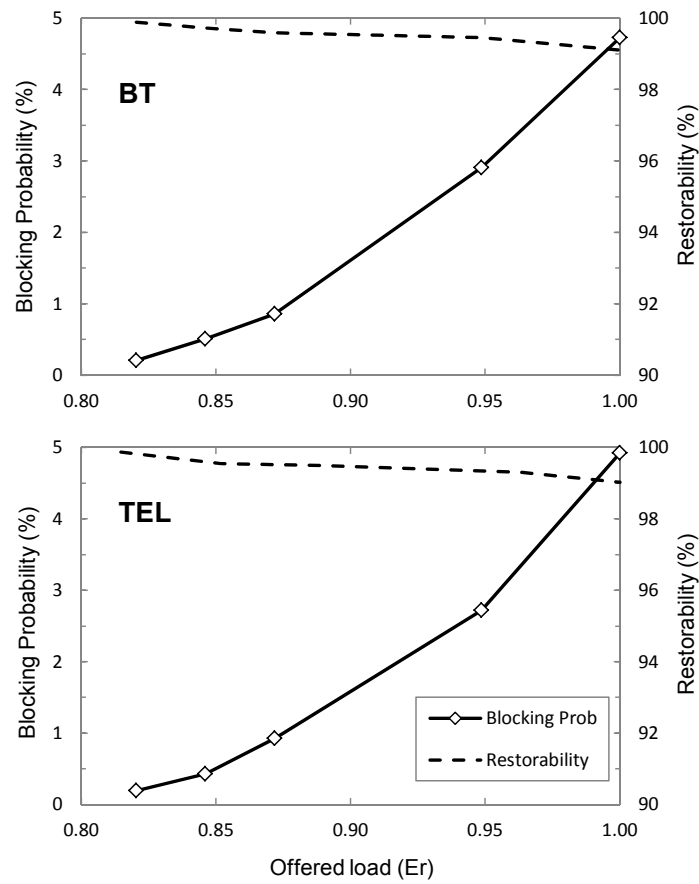 5
4
3
2
1
0
Blocking Probability (%)
BT
100
98
96
94
92
90
Restorability (%)
0.80 0.85 0.90 0.95 1.00
5
4
3
2
1
0
Blocking Probability (%)
TEL
Blocking Prob
Restorability
100
98
96
94
92
90
Restorability (%)
0.80 0.85 0.90 0.95 1.00
Offered load (Er)